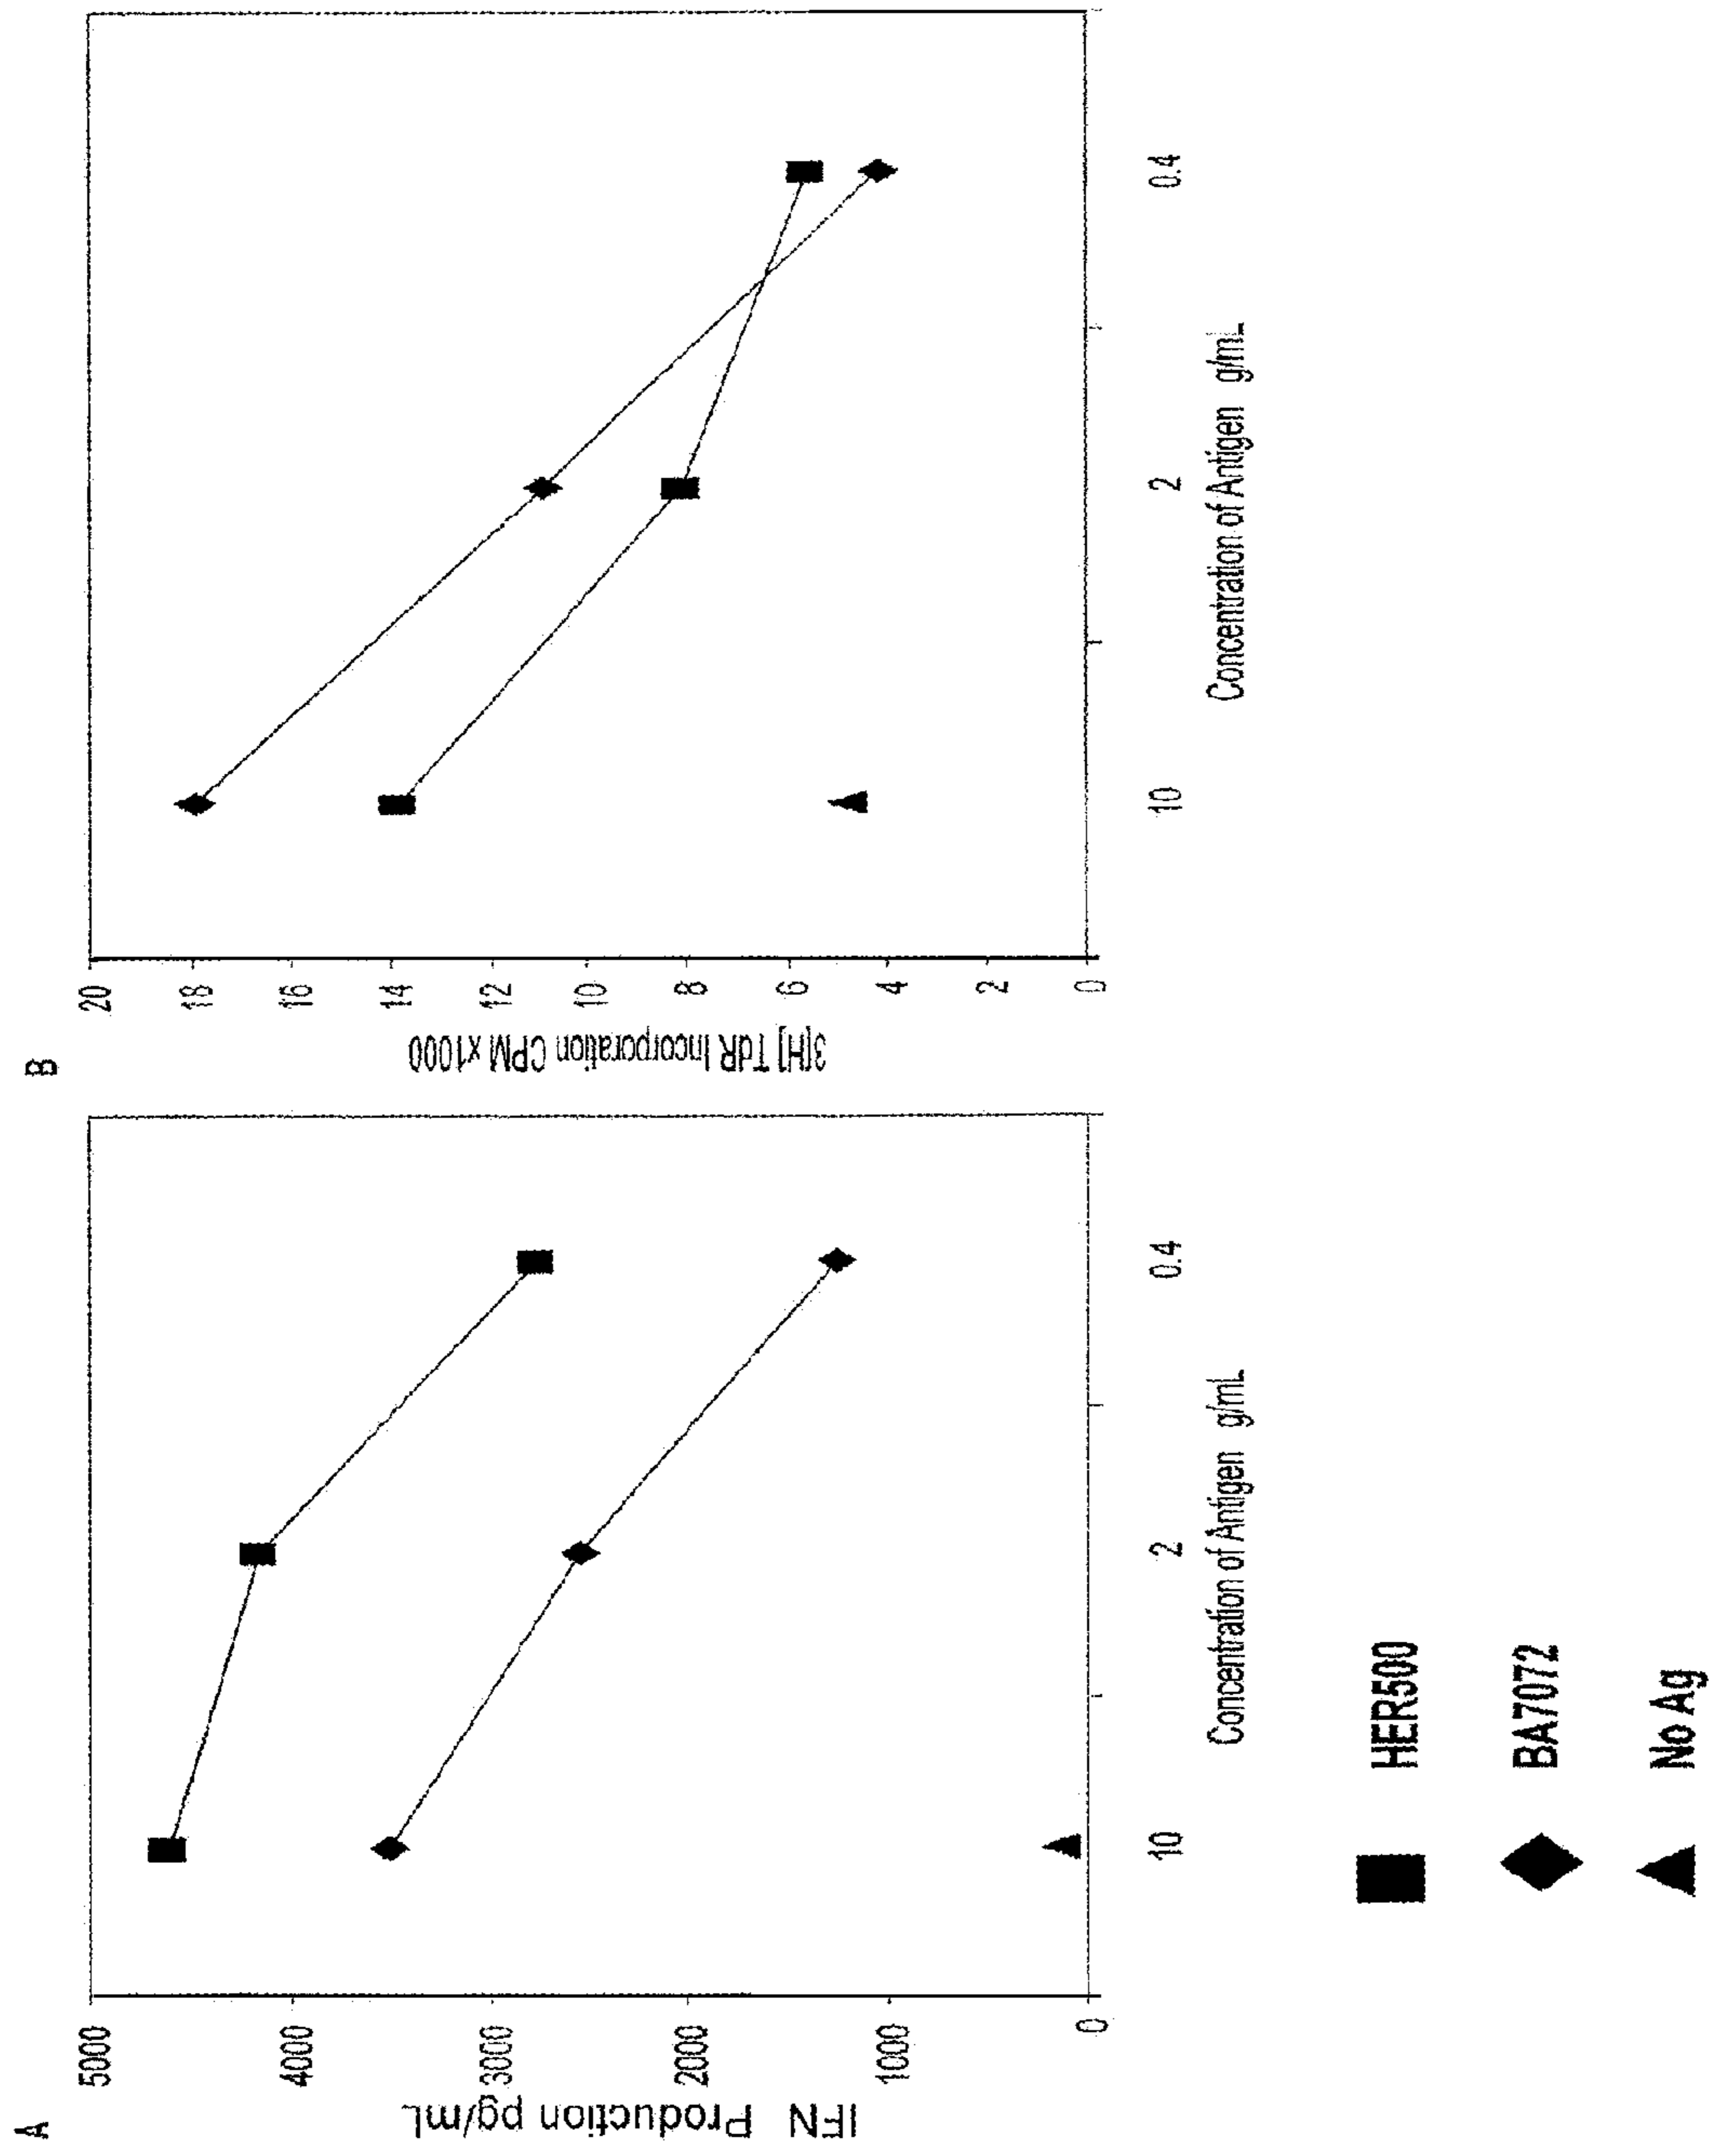 A
IFN Production pg/mL
5000
4000
3000
2000
1000
0
10
2
0.4
Concentration of Antigen g/mL
B
3[H] TdR Incorporation CPM x1000
20
18
16
14
12
10
8
6
4
2
0
10
2
0.4
Concentration of Antigen g/mL
HER500
BA7072
No Ag